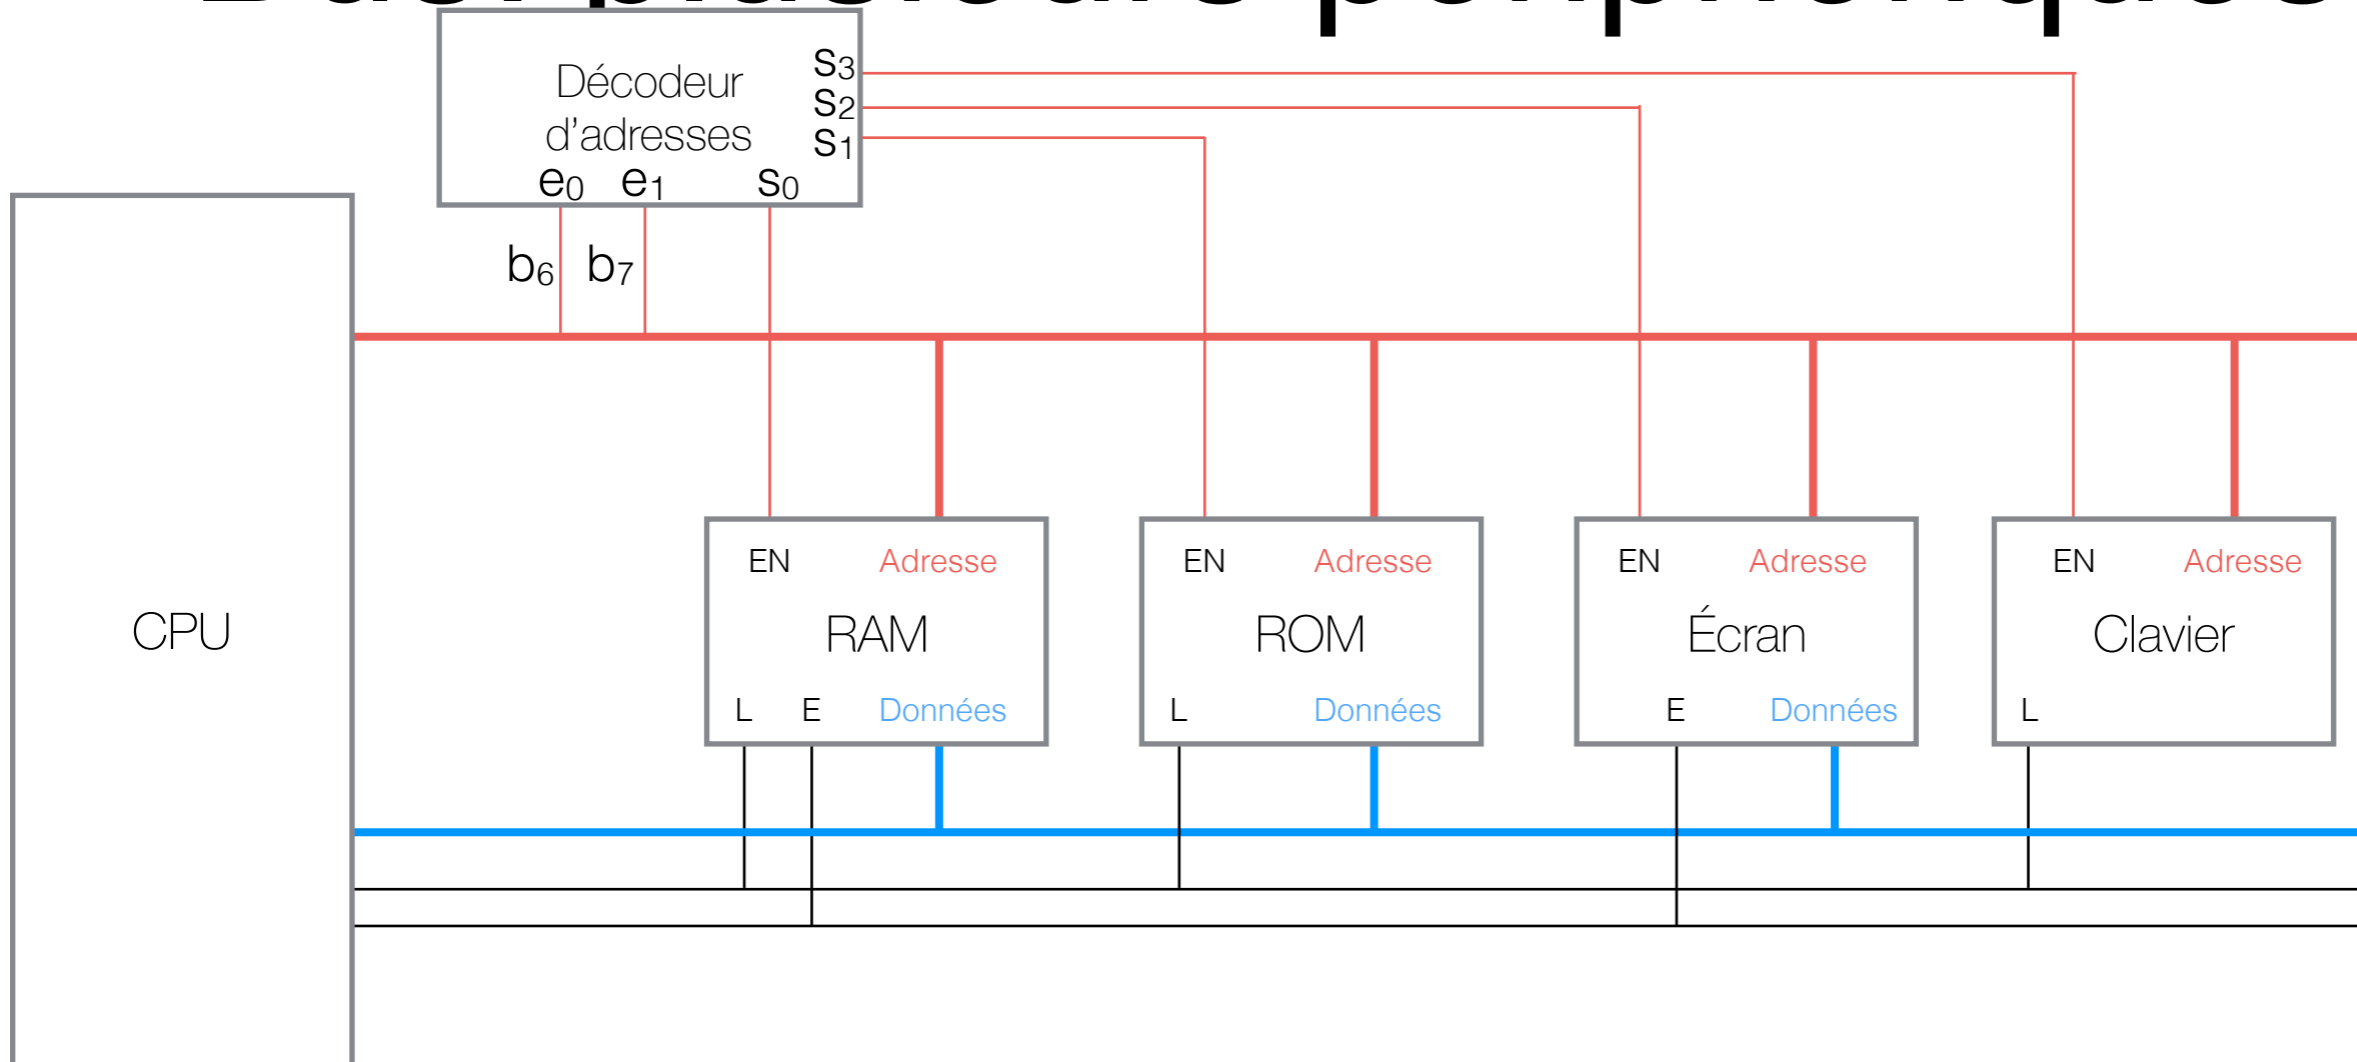 Décodeur
d'adresses
s3
s2
s1
e0 e1 s0
b6 b7
CPU
EN Adresse
RAM
L E Données
EN Adresse
ROM
L Données
EN Adresse
Écran
E Données
EN Adresse
Clavier
L